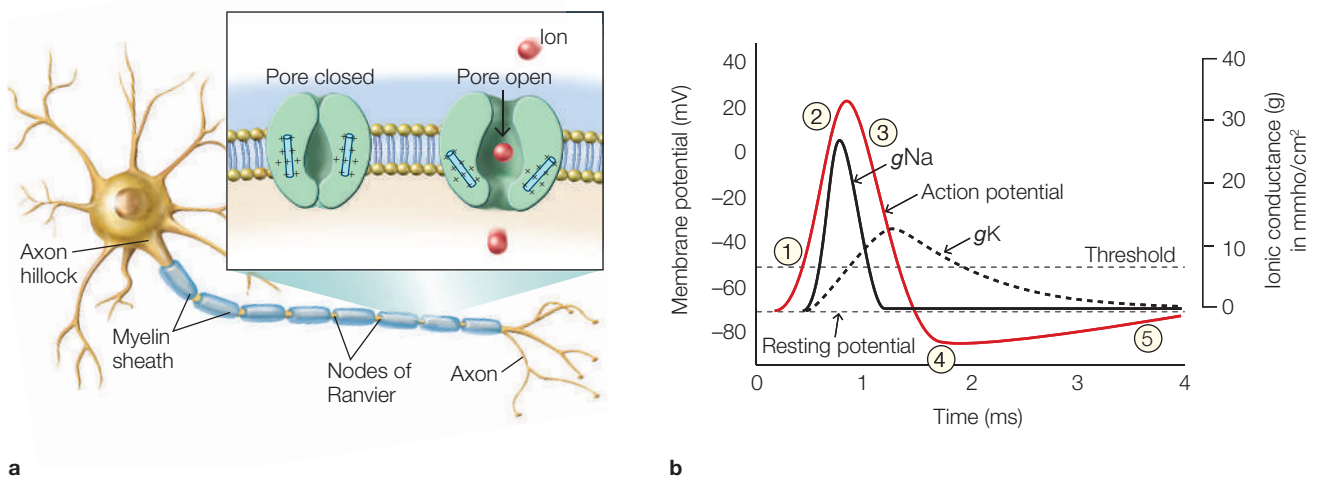 Ion
Pore closed
Pore open
Axon
hillock
Myelin
sheath
Nodes of
Ranvier
Axon
a
Membrane potential (mV)
40
20
0
–20
–40
–60
–80
1
2
3
4
5
gNa
Action potential
gK
Threshold
Resting potential
0
1
2
3
4
Time (ms)
40
30
20
10
0
Ionic conductance (g)
in mmho/cm²
b